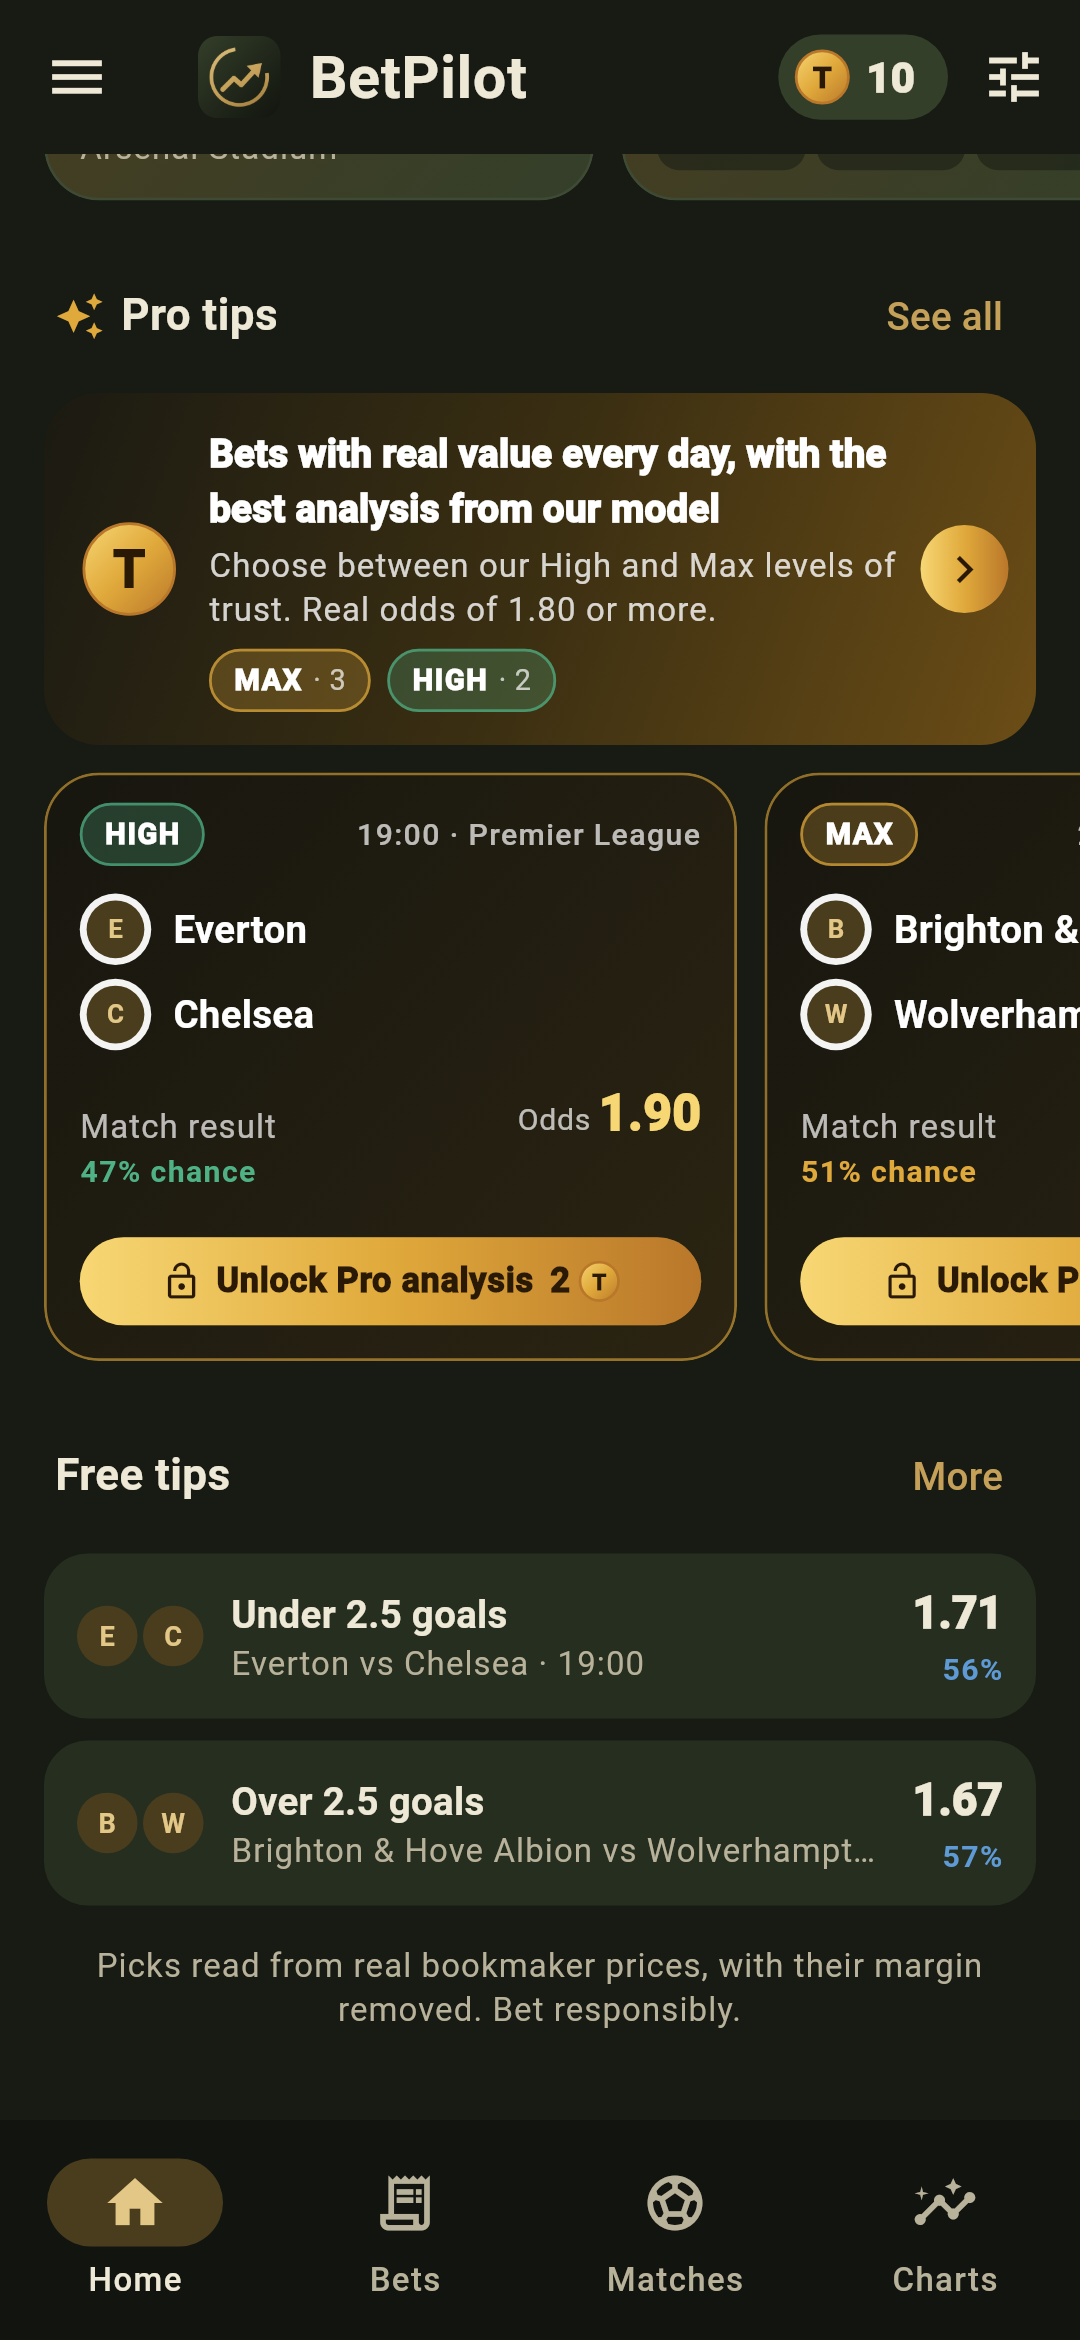 BetPilot
T 10
Arsenal Stadium
Pro tips
See all
Bets with real value every day, with the
best analysis from our model
Choose between our High and Max levels of
trust. Real odds of 1.80 or more.
T
MAX · 3
HIGH · 2
HIGH
19:00 · Premier League
E Everton
C Chelsea
Match result
Odds 1.90
47% chance
Unlock Pro analysis 2 T
MAX
B Brighton &
W Wolverham
Match result
51% chance
Unlock P
Free tips
More
E C
Under 2.5 goals
1.71
Everton vs Chelsea · 19:00
56%
B W
Over 2.5 goals
1.67
Brighton & Hove Albion vs Wolverhampt…
57%
Picks read from real bookmaker prices, with their margin
removed. Bet responsibly.
Home
Bets
Matches
Charts